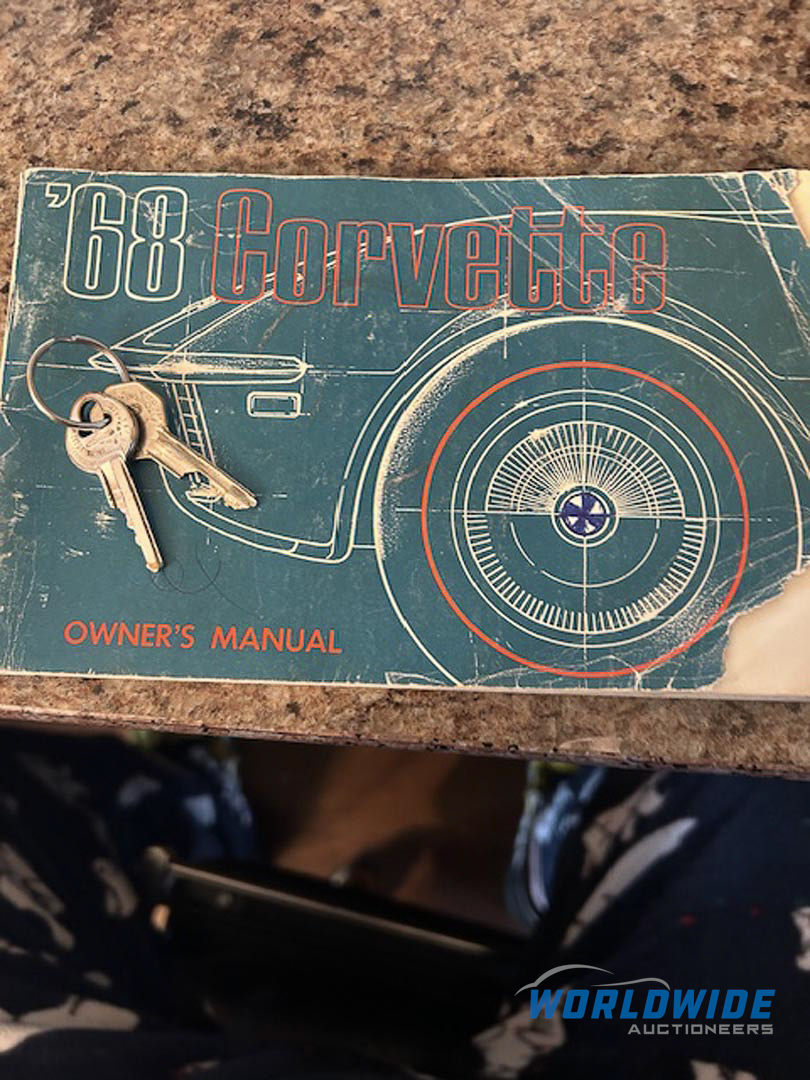 '68 Corvette
OWNER'S MANUAL
WORLDWIDE
AUCTIONEERS